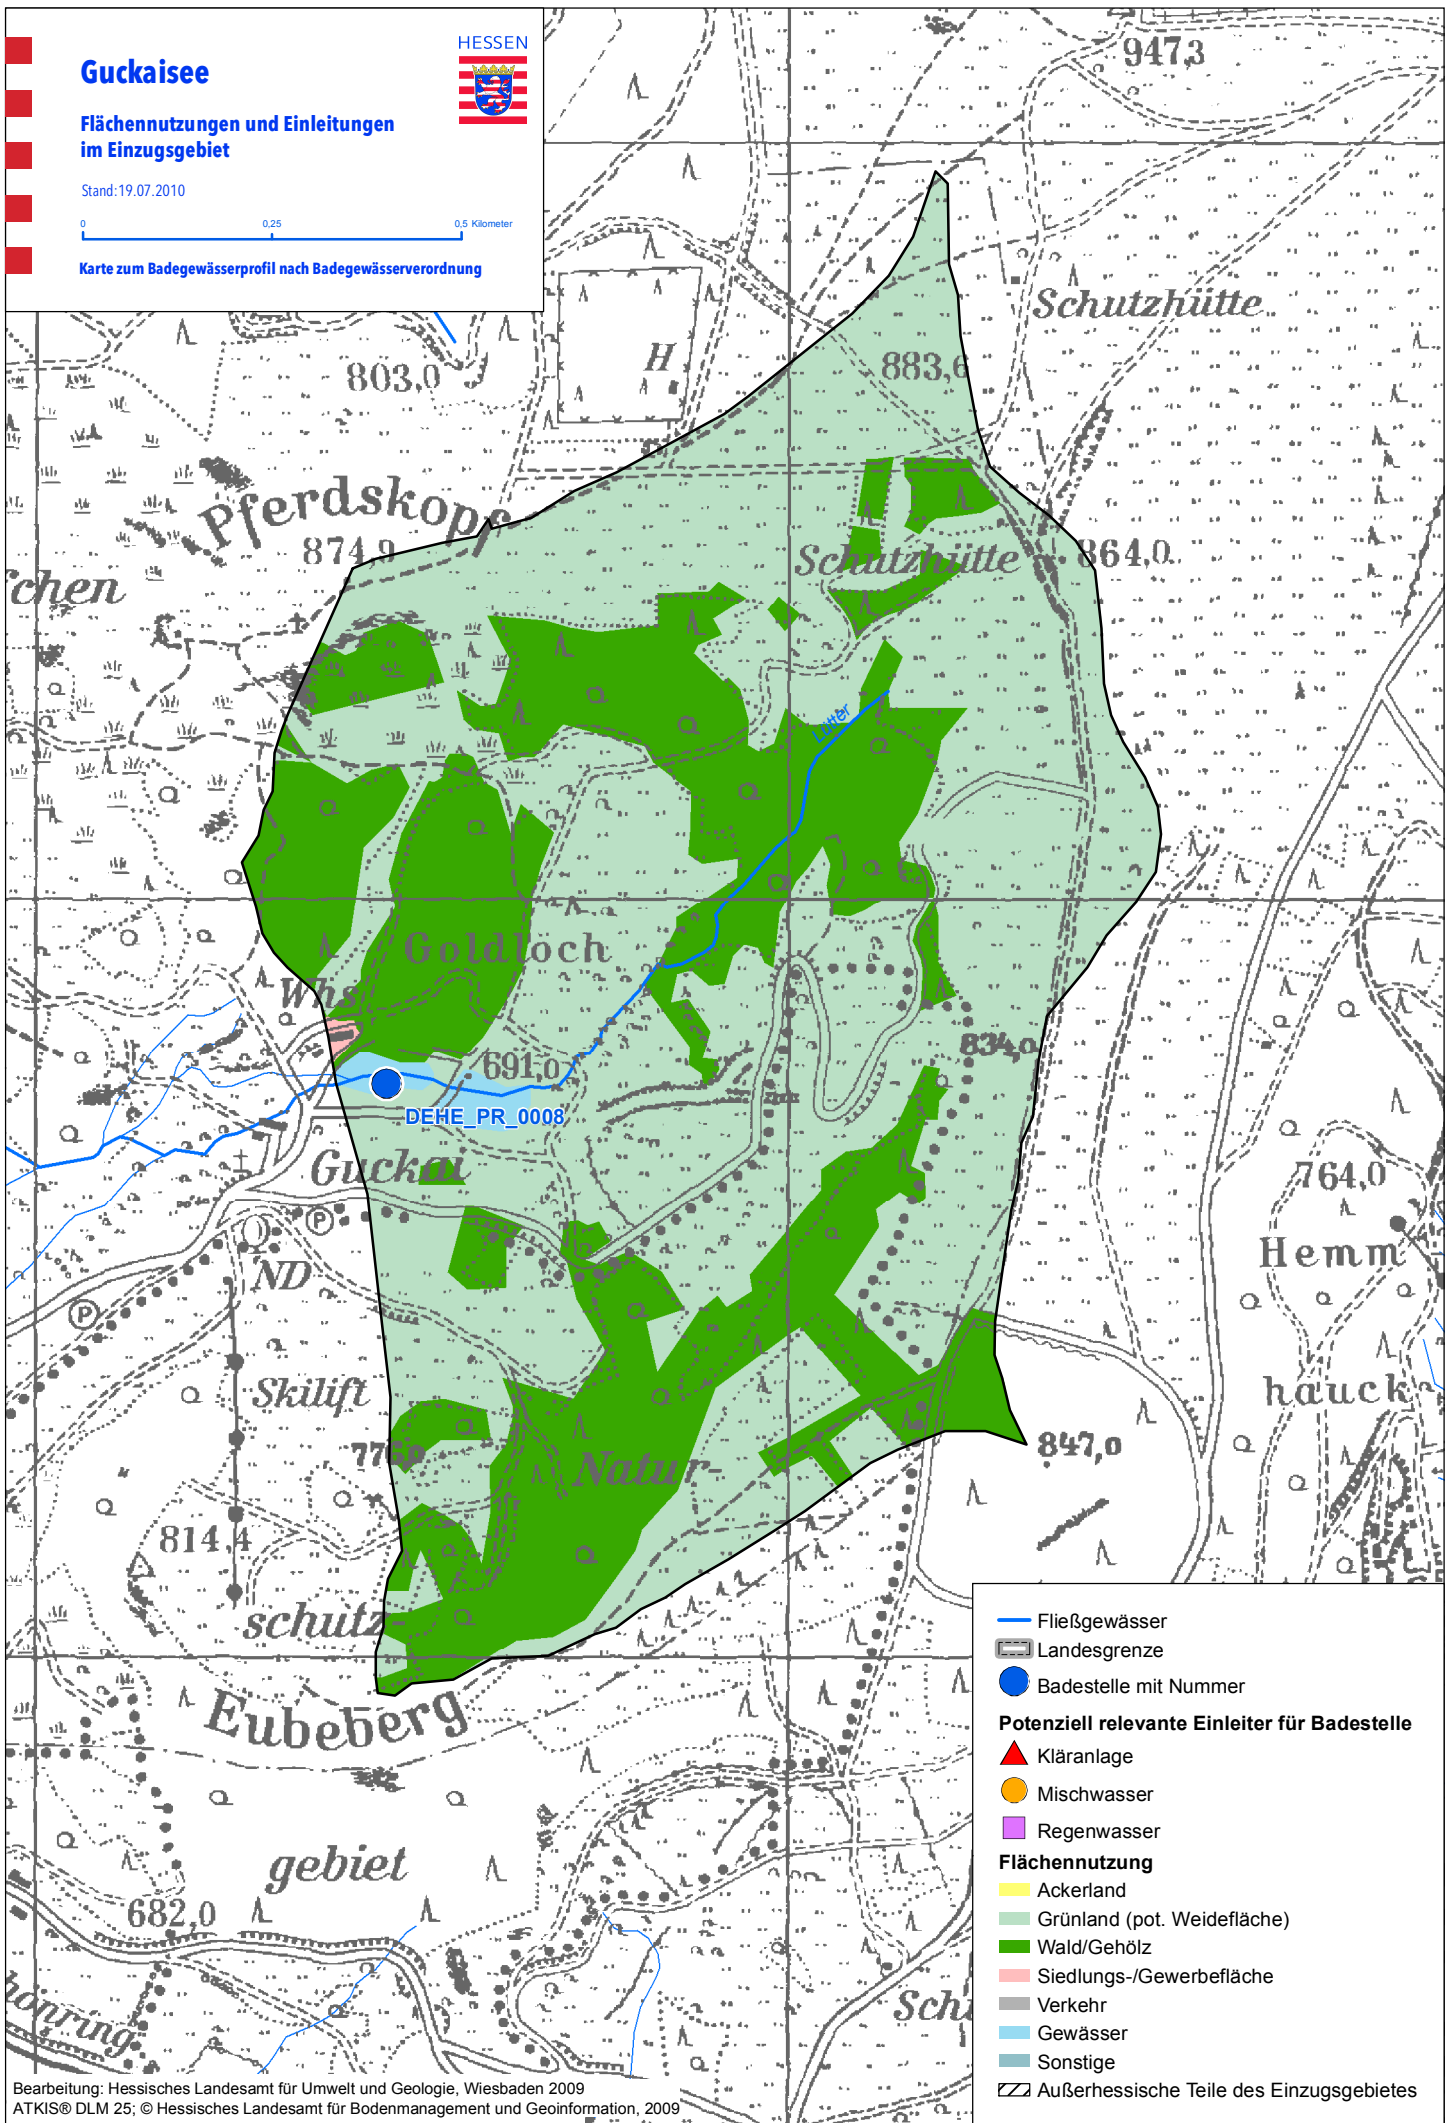 Guckaisee
HESSEN
Flächennutzungen und Einleitungen
im Einzugsgebiet
Stand:19.07.2010
0 0,25 0,5 Kilometer
Karte zum Badegewässerprofil nach Badegewässerverordnung
947,3
Schutzhütte
803,0
H
883,6
Pferdskopf
874,9
Schutzhütte
864,0
Lütter
Goldloch
Whs
691,0
834,0
DEHE_PR_0008
Guckai
764,0
P
ND
P
Hemm
Skilift
hauck
776,0
847,0
Natur-
814,4
schutz-
Eubeberg
gebiet
682,0
Fließgewässer
Landesgrenze
Badestelle mit Nummer
Potenziell relevante Einleiter für Badestelle
Kläranlage
Mischwasser
Regenwasser
Flächennutzung
Ackerland
Grünland (pot. Weidefläche)
Wald/Gehölz
Siedlungs-/Gewerbefläche
Verkehr
Gewässer
Sonstige
Außerhessische Teile des Einzugsgebietes
Bearbeitung: Hessisches Landesamt für Umwelt und Geologie, Wiesbaden 2009
ATKIS® DLM 25; © Hessisches Landesamt für Bodenmanagement und Geoinformation, 2009